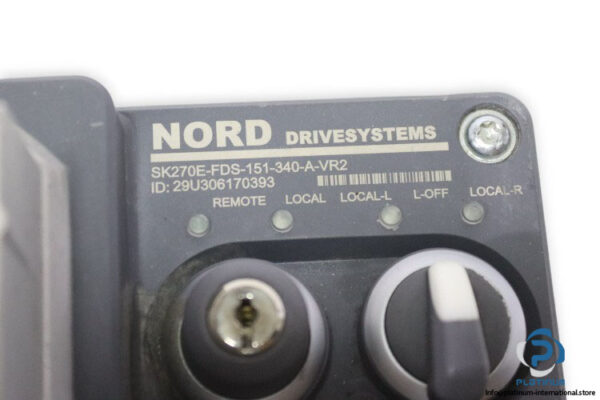 NORD DRIVESYSTEMS
SK270E-FDS-151-340-A-VR2
ID: 29U306170393
REMOTE LOCAL LOCAL-L L-OFF LOCAL-R
PLATINUM
info@platinum-international.store